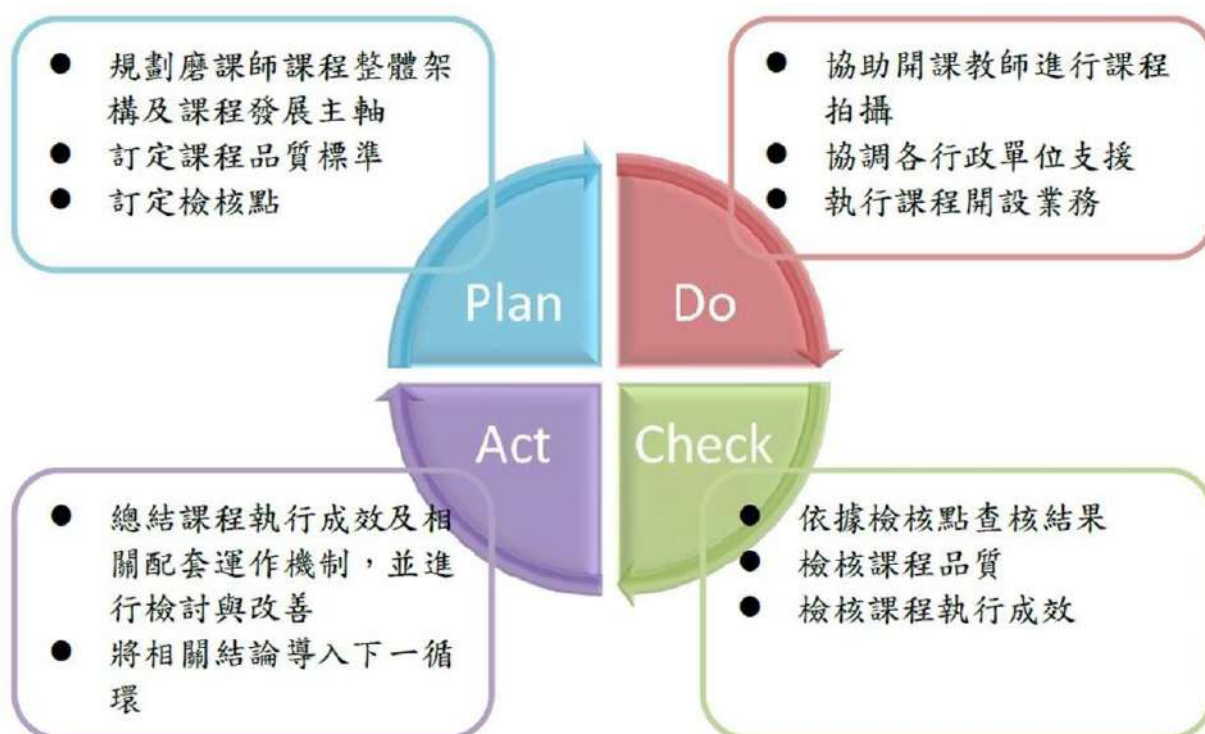 ● 規劃磨課師課程整體架
構及課程發展主軸
● 訂定課程品質標準
● 訂定檢核點
● 協助開課教師進行課程
拍攝
● 協調各行政單位支援
● 執行課程開設業務
Plan
Do
Act
Check
● 總結課程執行成效及相
關配套運作機制，並進
行檢討與改善
● 將相關結論導入下一循
環
● 依據檢核點查核結果
● 檢核課程品質
● 檢核課程執行成效